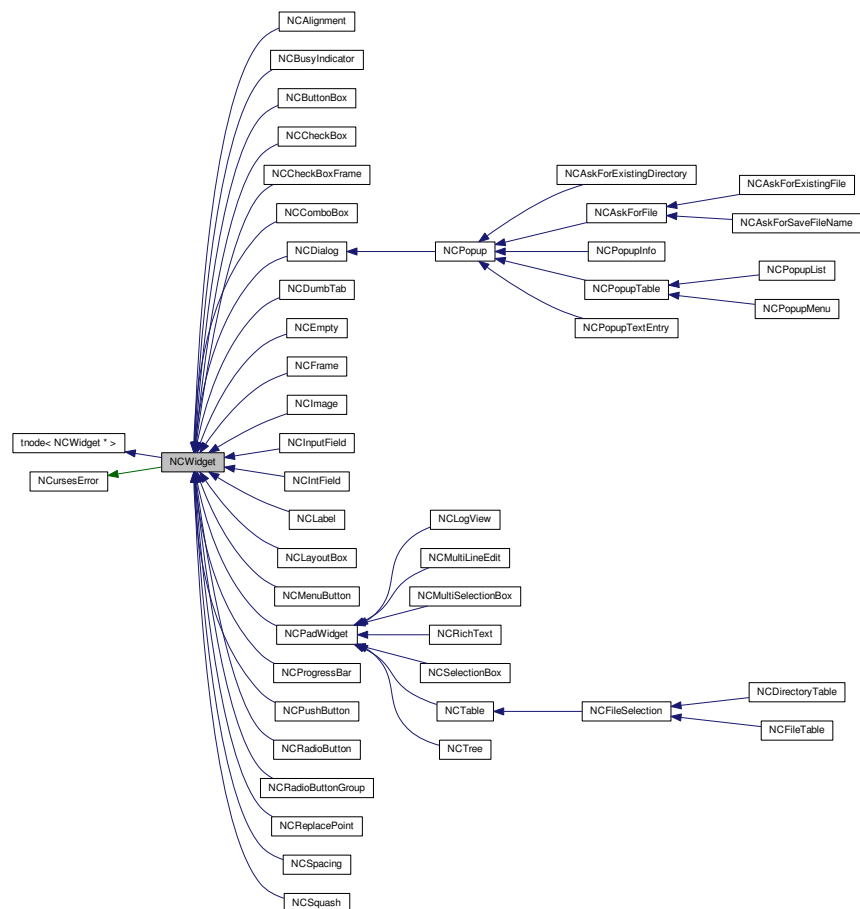 NCAlignment
NCBusyIndicator
NCButtonBox
NCCheckBox
NCCheckBoxFrame
NCComboBox
NCDialog
NCDumbTab
NCEmpty
NCFrame
NCImage
NCInputField
NCIntField
NCLabel
NCLayoutBox
NCMenuButton
NCPadWidget
NCProgressBar
NCPushButton
NCRadioButton
NCRadioButtonGroup
NCReplacePoint
NCSpacing
NCSquash
tnode< NCWidget * >
NCursesError
NCWidget
NCPopup
NCAskForExistingDirectory
NCAskForFile
NCPopupInfo
NCPopupTable
NCPopupTextEntry
NCAskForExistingFile
NCAskForSaveFileName
NCPopupList
NCPopupMenu
NCLogView
NCMultiLineEdit
NCMultiSelectionBox
NCRichText
NCSelectionBox
NCTable
NCTree
NCFileSelection
NCDirectoryTable
NCFileTable